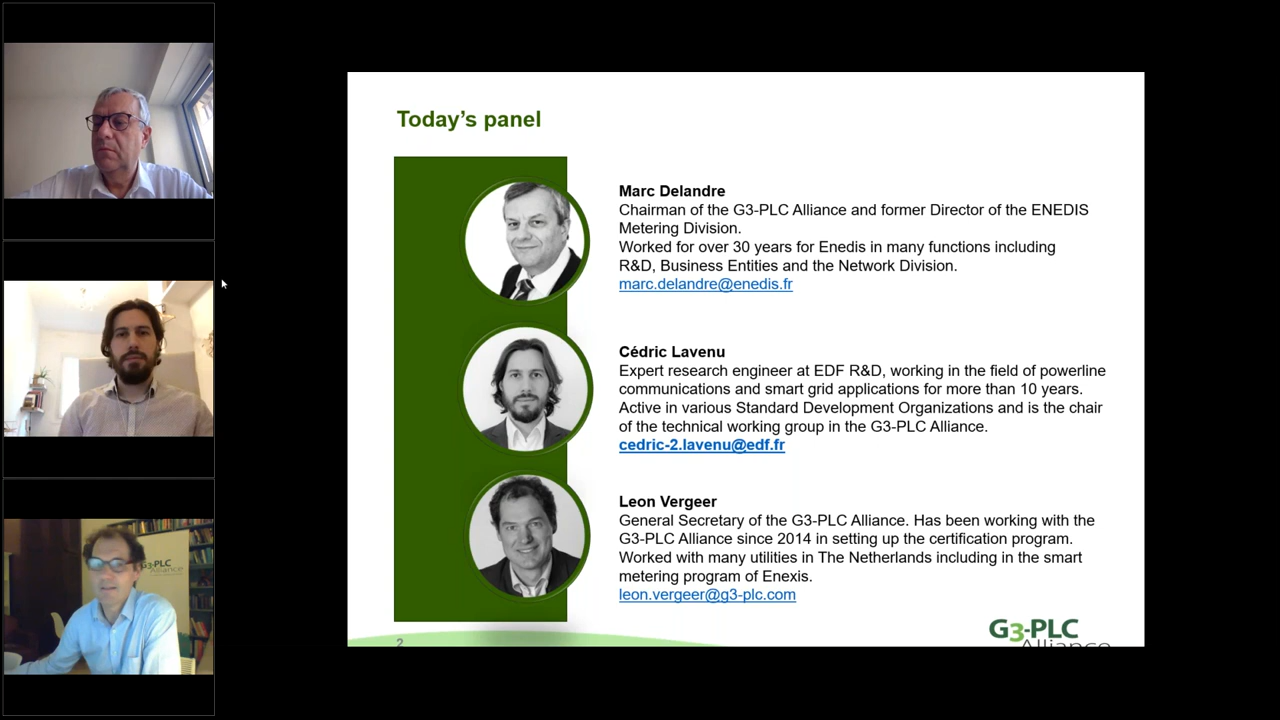 Today's panel
Marc Delandre
Chairman of the G3-PLC Alliance and former Director of the ENEDIS
Metering Division.
Worked for over 30 years for Enedis in many functions including
R&D, Business Entities and the Network Division.
marc.delandre@enedis.fr
Cédric Lavenu
Expert research engineer at EDF R&D, working in the field of powerline
communications and smart grid applications for more than 10 years.
Active in various Standard Development Organizations and is the chair
of the technical working group in the G3-PLC Alliance.
cedric-2.lavenu@edf.fr
Leon Vergeer
General Secretary of the G3-PLC Alliance. Has been working with the
G3-PLC Alliance since 2014 in setting up the certification program.
Worked with many utilities in The Netherlands including in the smart
metering program of Enexis.
leon.vergeer@g3-plc.com
2
G3-PLC
Alliance
G3-PLC
Alliance